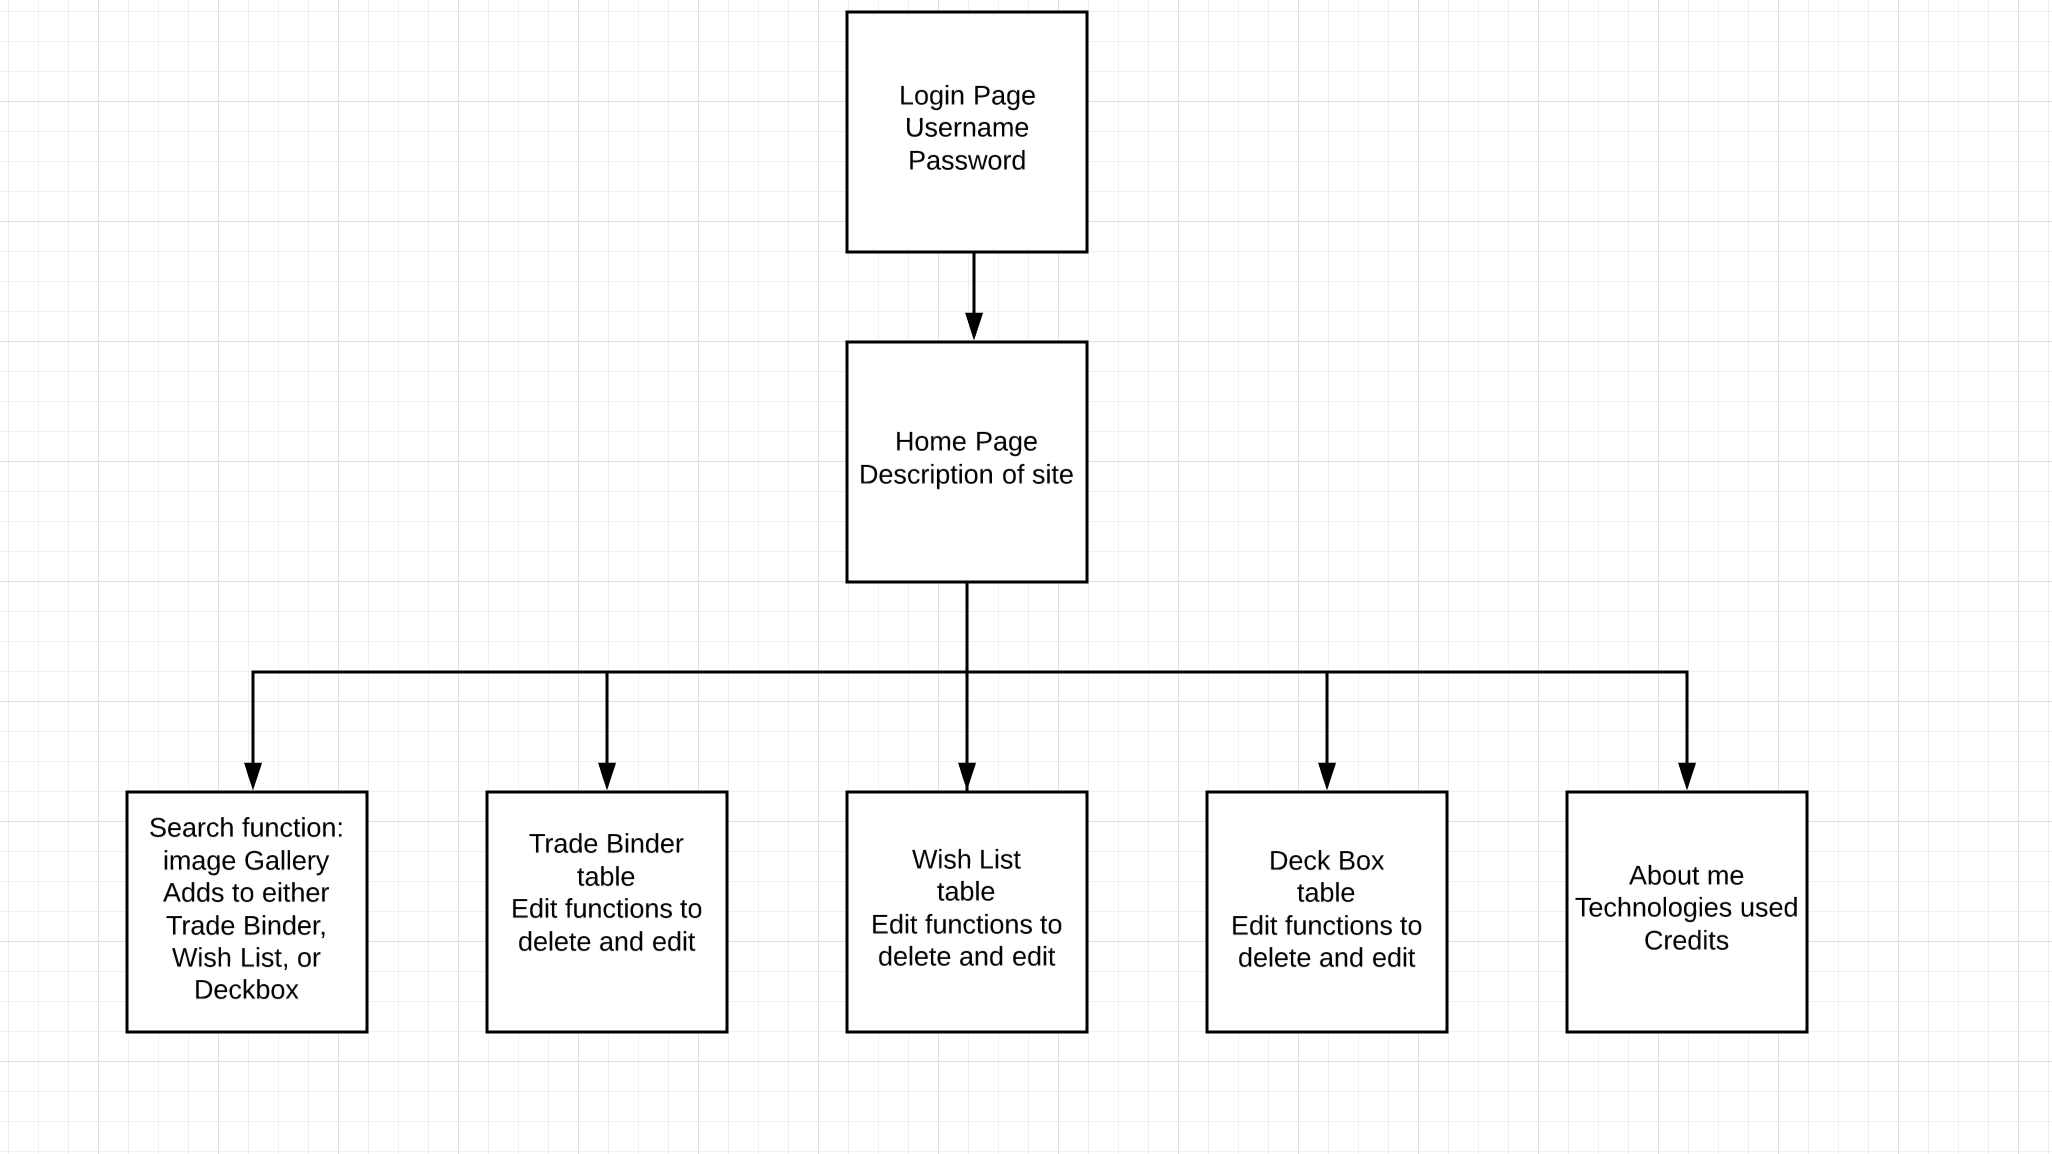 Login Page
Username
Password
Home Page
Description of site
Search function:
image Gallery
Adds to either
Trade Binder,
Wish List, or
Deckbox
Trade Binder
table
Edit functions to
delete and edit
Wish List
table
Edit functions to
delete and edit
Deck Box
table
Edit functions to
delete and edit
About me
Technologies used
Credits